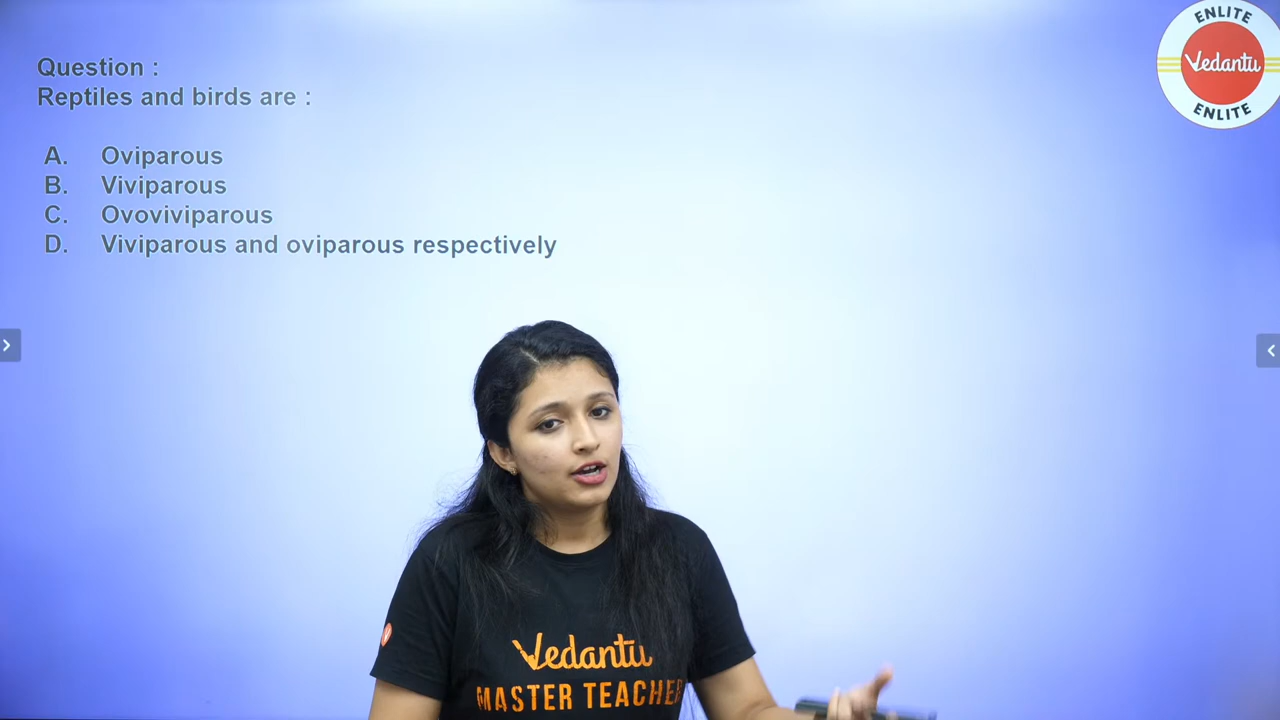 Question :
Reptiles and birds are :
A. Oviparous
B. Viviparous
C. Ovoviviparous
D. Viviparous and oviparous respectively
ENLITE
Vedantu
ENLITE
Vedantu
MASTER TEACHER